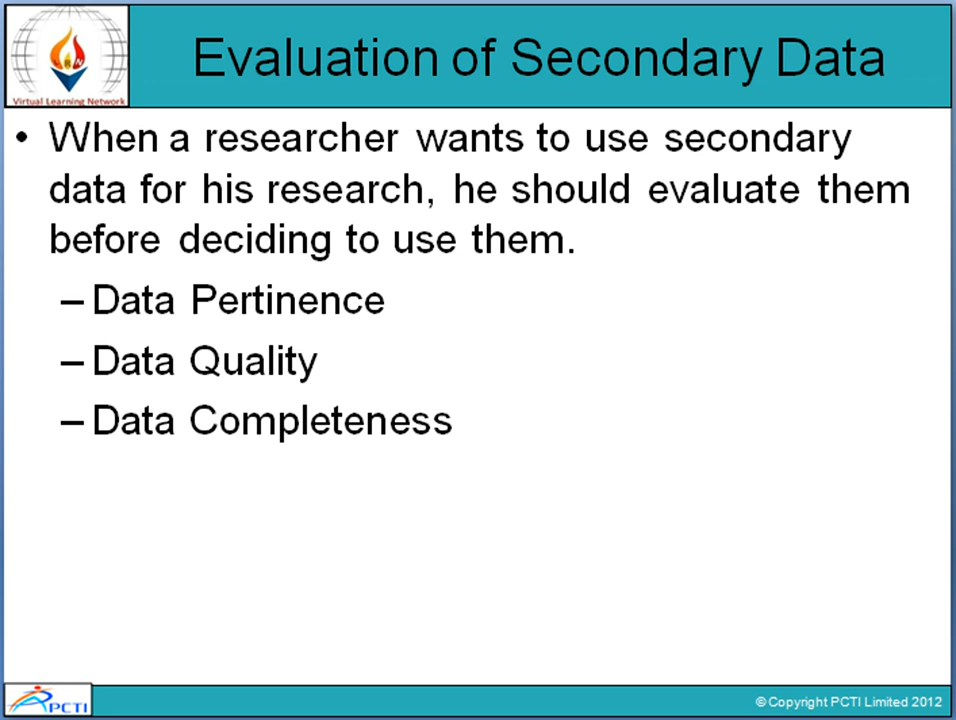 Evaluation of Secondary Data
Virtual Learning Network
• When a researcher wants to use secondary
data for his research, he should evaluate them
before deciding to use them.
– Data Pertinence
– Data Quality
– Data Completeness
PCTI
© Copyright PCTI Limited 2012